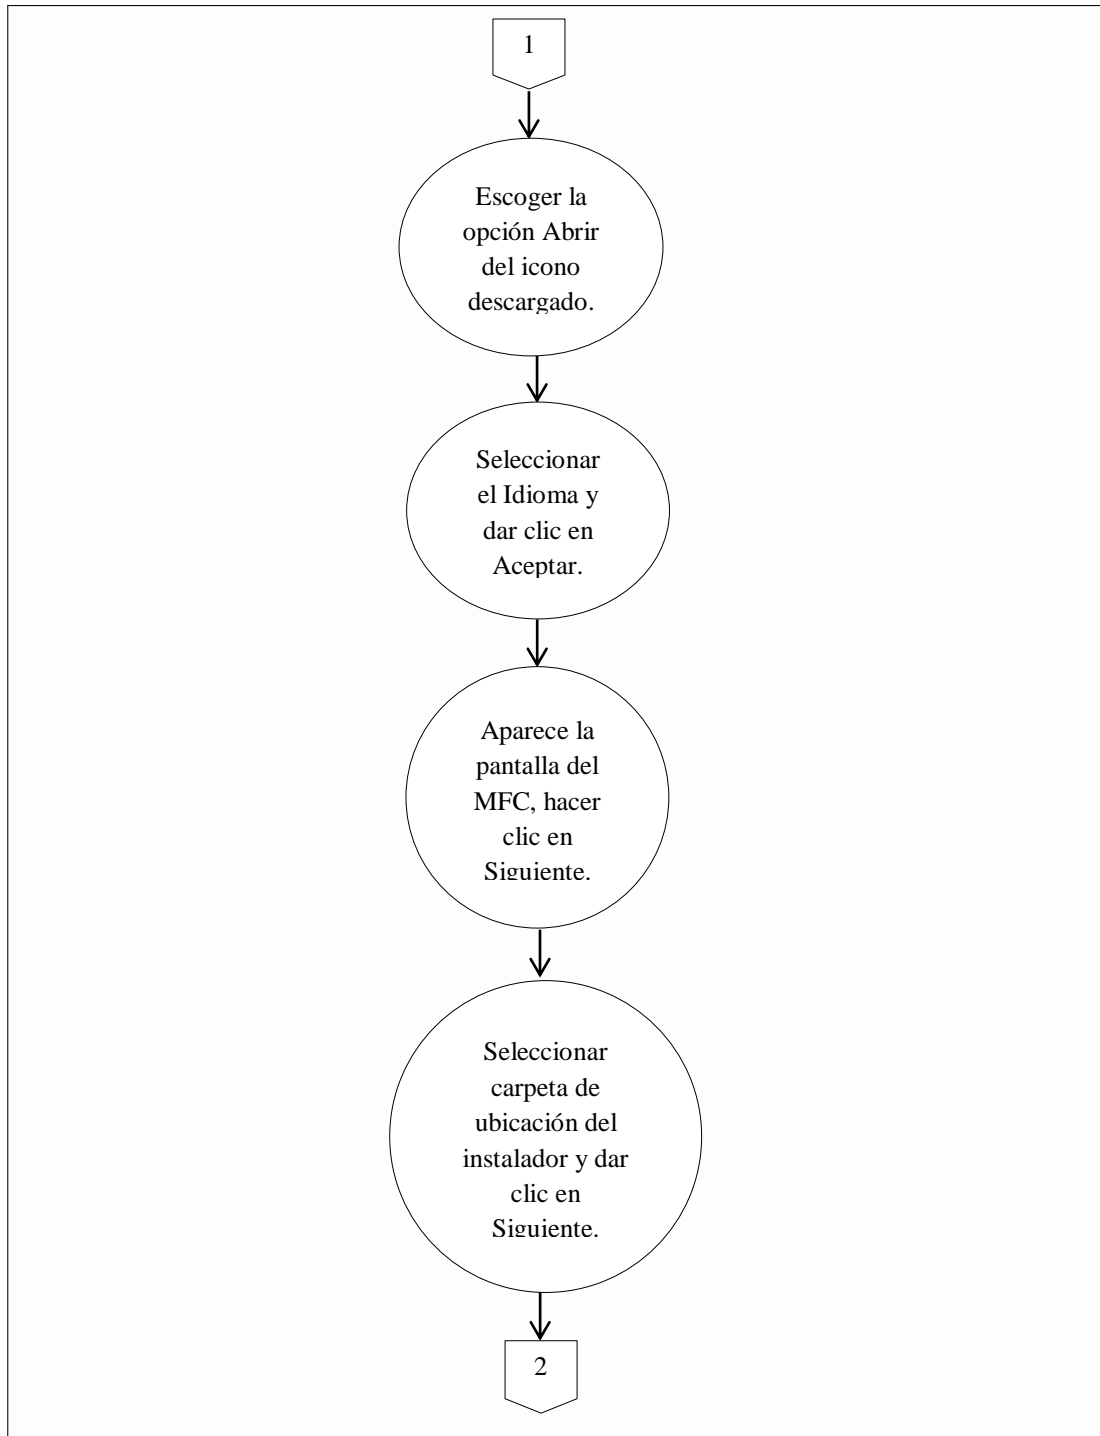 1
Escoger la
opción Abrir
del icono
descargado.
Seleccionar
el Idioma y
dar clic en
Aceptar.
Aparece la
pantalla del
MFC, hacer
clic en
Siguiente.
Seleccionar
carpeta de
ubicación del
instalador y dar
clic en
Siguiente.
2